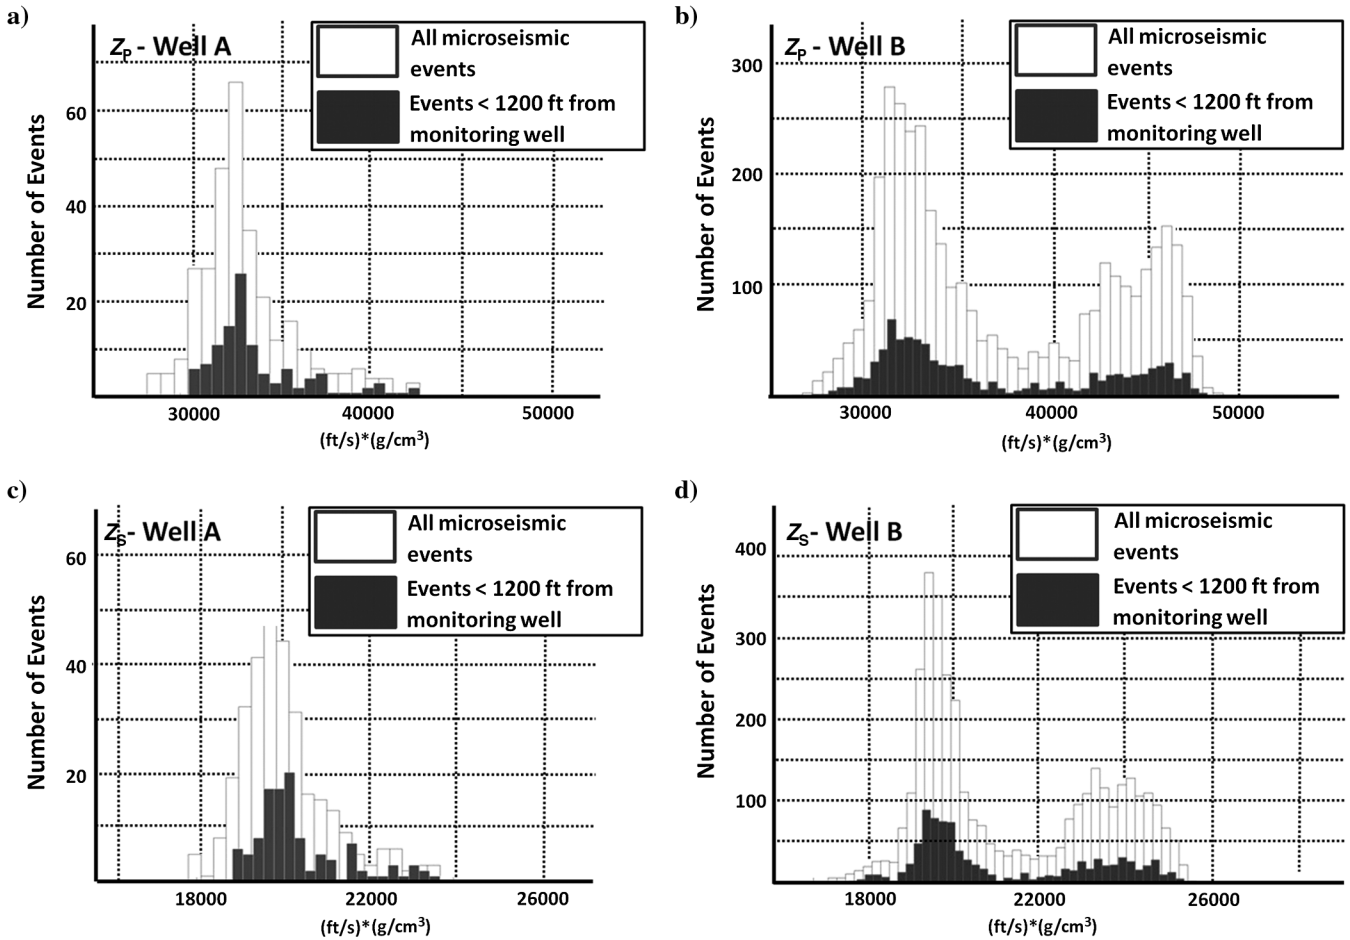 a)
Zₚ - Well A
All microseismic
events
Events < 1200 ft from
monitoring well
Number of Events
60
40
20
30000
40000
50000
(ft/s)*(g/cm³)
b)
Zₚ - Well B
All microseismic
events
Events < 1200 ft from
monitoring well
Number of Events
300
200
100
30000
40000
50000
(ft/s)*(g/cm³)
c)
Zₛ- Well A
All microseismic
events
Events < 1200 ft from
monitoring well
Number of Events
60
40
20
18000
22000
26000
(ft/s)*(g/cm³)
d)
Zₛ- Well B
All microseismic
events
Events < 1200 ft from
monitoring well
Number of Events
400
300
200
100
18000
22000
26000
(ft/s)*(g/cm³)